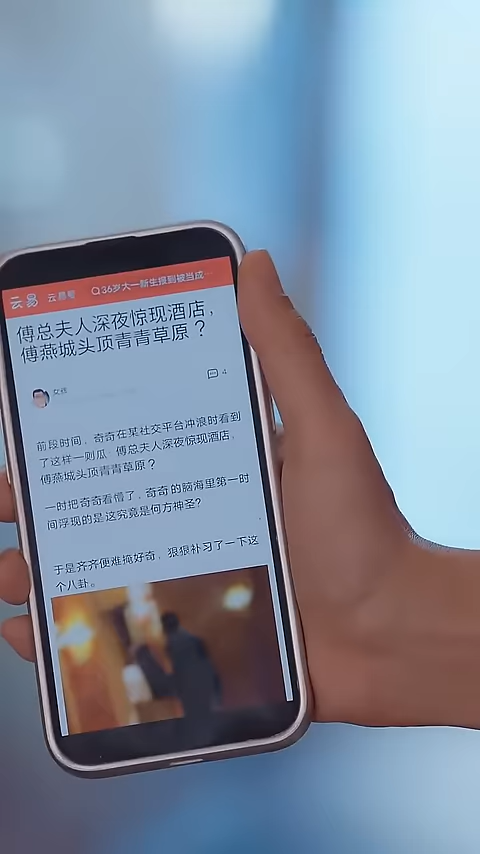 云易 云易号 36岁大一新生报到被当成…
傅总夫人深夜惊现酒店，
傅燕城头顶青青草原？
4
前段时间，奇奇在某社交平台冲浪时看到
了这样一则瓜 傅总夫人深夜惊现酒店，
傅燕城头顶青青草原？
一时把奇奇看懵了，奇奇的脑海里第一时
间浮现的是这究竟是何方神圣？
于是齐齐便难掩好奇，狠狠补习了一下这
个八卦。